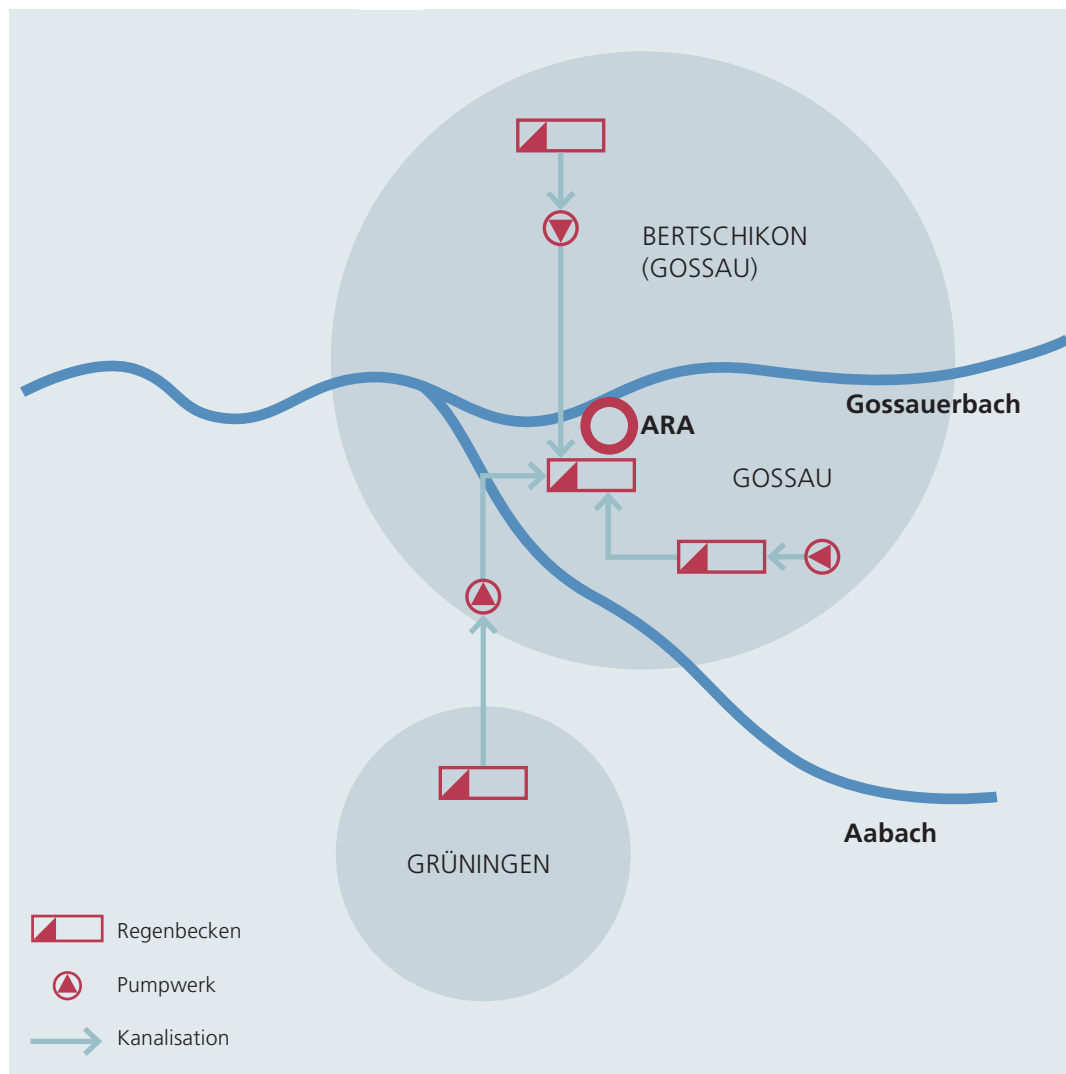 BERTSCHIKON
(GOSSAU)
Gossauerbach
ARA
GOSSAU
Aabach
GRÜNINGEN
Regenbecken
Pumpwerk
Kanalisation